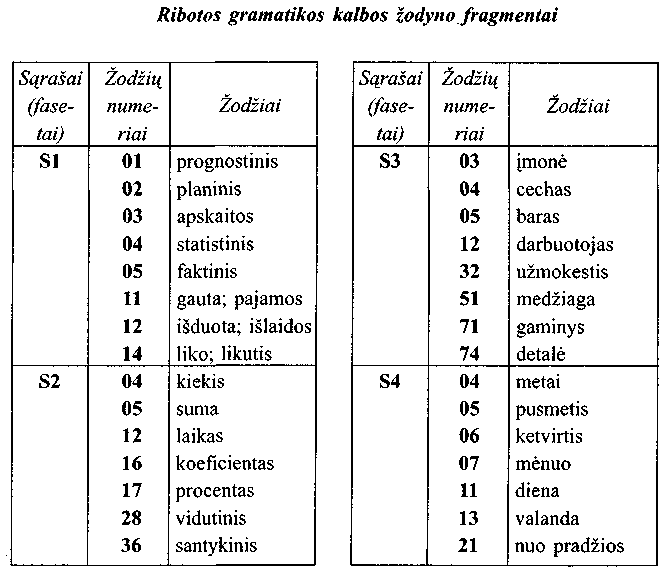 Ribotos gramatikos kalbos žodyno fragmentai
Sąrašai (fase-tai) Žodžių nume-riai Žodžiai
S1 01 prognostinis
02 planinis
03 apskaitos
04 statistinis
05 faktinis
11 gauta; pajamos
12 išduota; išlaidos
14 liko; likutis
S2 04 kiekis
05 suma
12 laikas
16 koeficientas
17 procentas
28 vidutinis
36 santykinis
Sąrašai (fase-tai) Žodžių nume-riai Žodžiai
S3 03 įmonė
04 cechas
05 baras
12 darbuotojas
32 užmokestis
51 medžiaga
71 gaminys
74 detalė
S4 04 metai
05 pusmetis
06 ketvirtis
07 mėnuo
11 diena
13 valanda
21 nuo pradžios